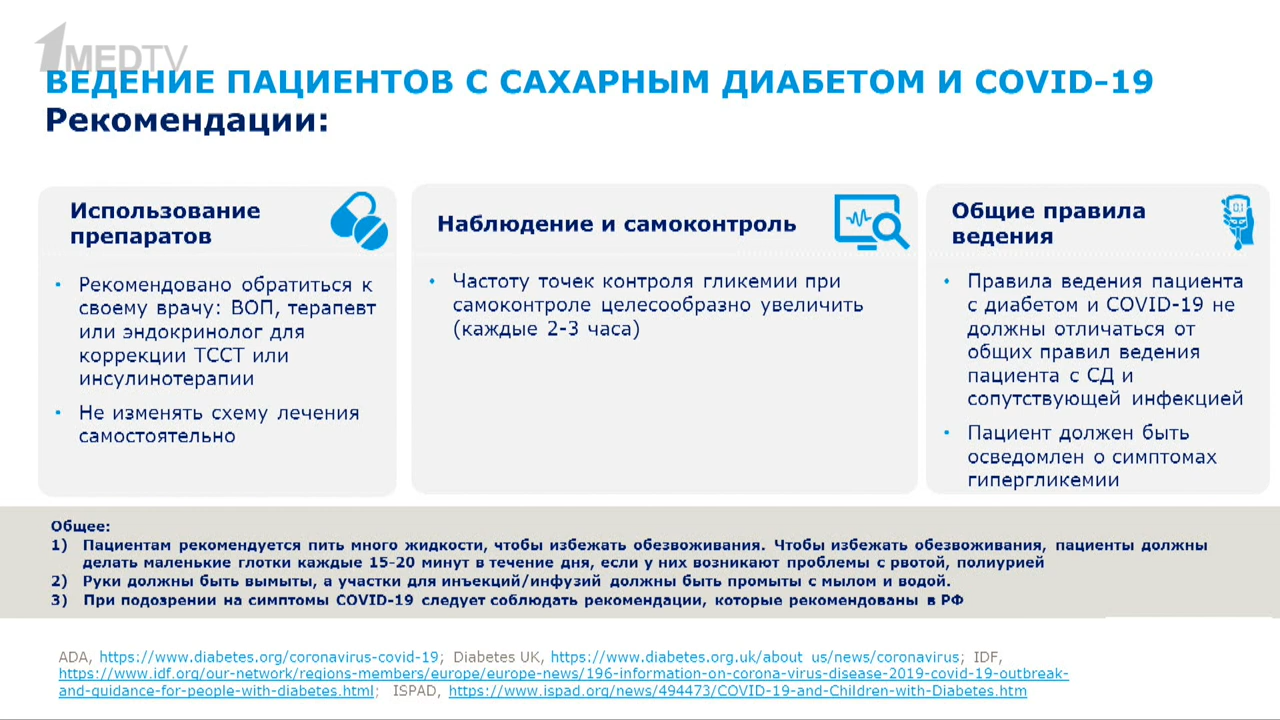 1MEDTV
ВЕДЕНИЕ ПАЦИЕНТОВ С САХАРНЫМ ДИАБЕТОМ И COVID-19
Рекомендации:
Использование
препаратов
• Рекомендовано обратиться к
своему врачу: ВОП, терапевт
или эндокринолог для
коррекции ТССТ или
инсулинотерапии
• Не изменять схему лечения
самостоятельно
Наблюдение и самоконтроль
• Частоту точек контроля гликемии при
самоконтроле целесообразно увеличить
(каждые 2-3 часа)
Общие правила
ведения
0.1
• Правила ведения пациента
с диабетом и COVID-19 не
должны отличаться от
общих правил ведения
пациента с СД и
сопутствующей инфекцией
• Пациент должен быть
осведомлен о симптомах
гипергликемии
Общее:
1) Пациентам рекомендуется пить много жидкости, чтобы избежать обезвоживания. Чтобы избежать обезвоживания, пациенты должны
делать маленькие глотки каждые 15-20 минут в течение дня, если у них возникают проблемы с рвотой, полиурией
2) Руки должны быть вымыты, а участки для инъекций/инфузий должны быть промыты с мылом и водой.
3) При подозрении на симптомы COVID-19 следует соблюдать рекомендации, которые рекомендованы в РФ
ADA, https://www.diabetes.org/coronavirus-covid-19; Diabetes UK, https://www.diabetes.org.uk/about_us/news/coronavirus; IDF,
https://www.idf.org/our-network/regions-members/europe/europe-news/196-information-on-corona-virus-disease-2019-covid-19-outbreak-
and-guidance-for-people-with-diabetes.html; ISPAD, https://www.ispad.org/news/494473/COVID-19-and-Children-with-Diabetes.htm